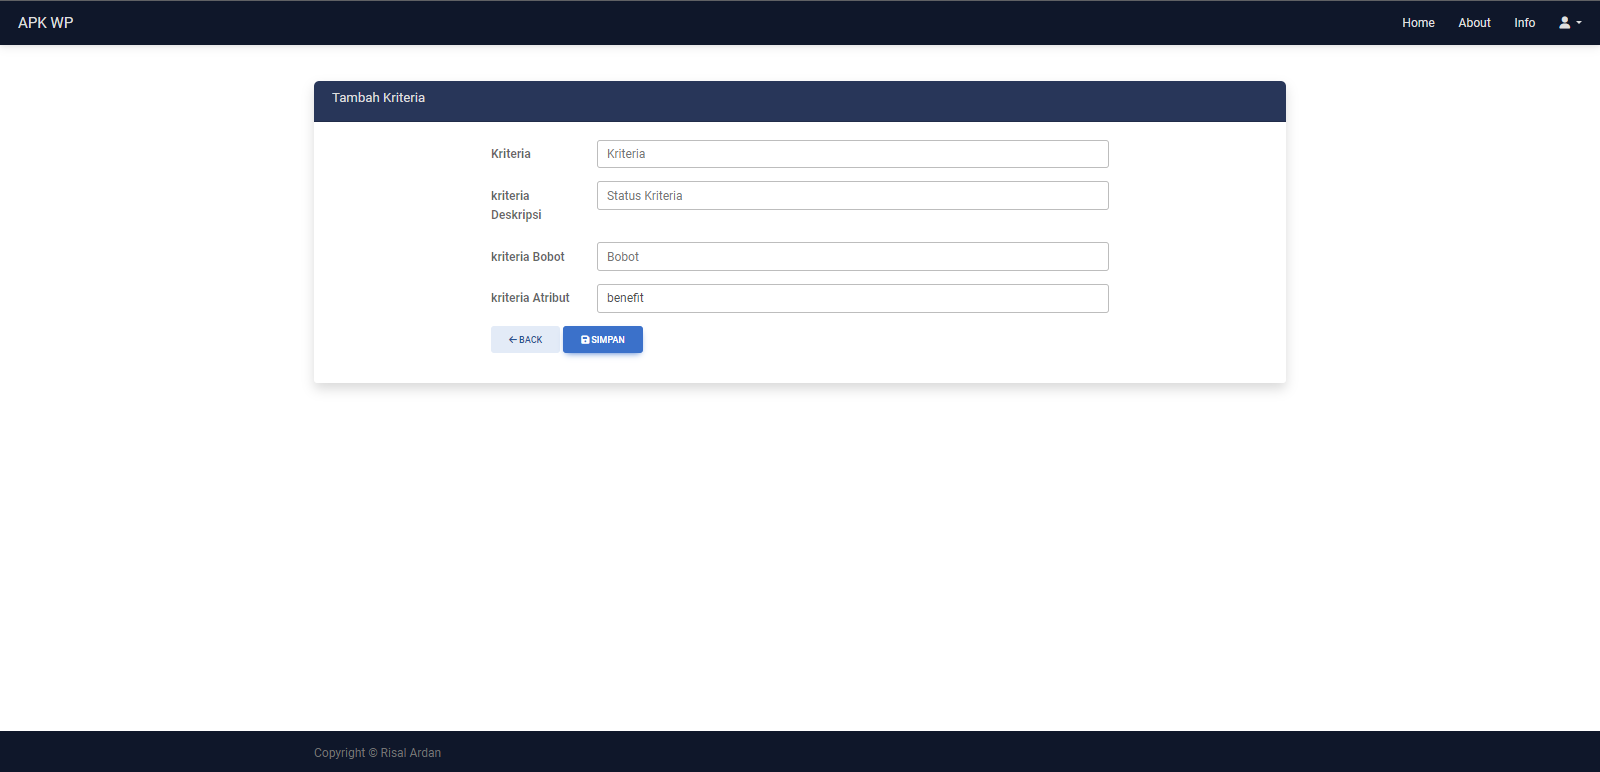 APK WP
Home About Info
Tambah Kriteria
Kriteria Kriteria
kriteria Deskripsi Status Kriteria
kriteria Bobot Bobot
kriteria Atribut benefit
BACK SIMPAN
Copyright © Risal Ardan